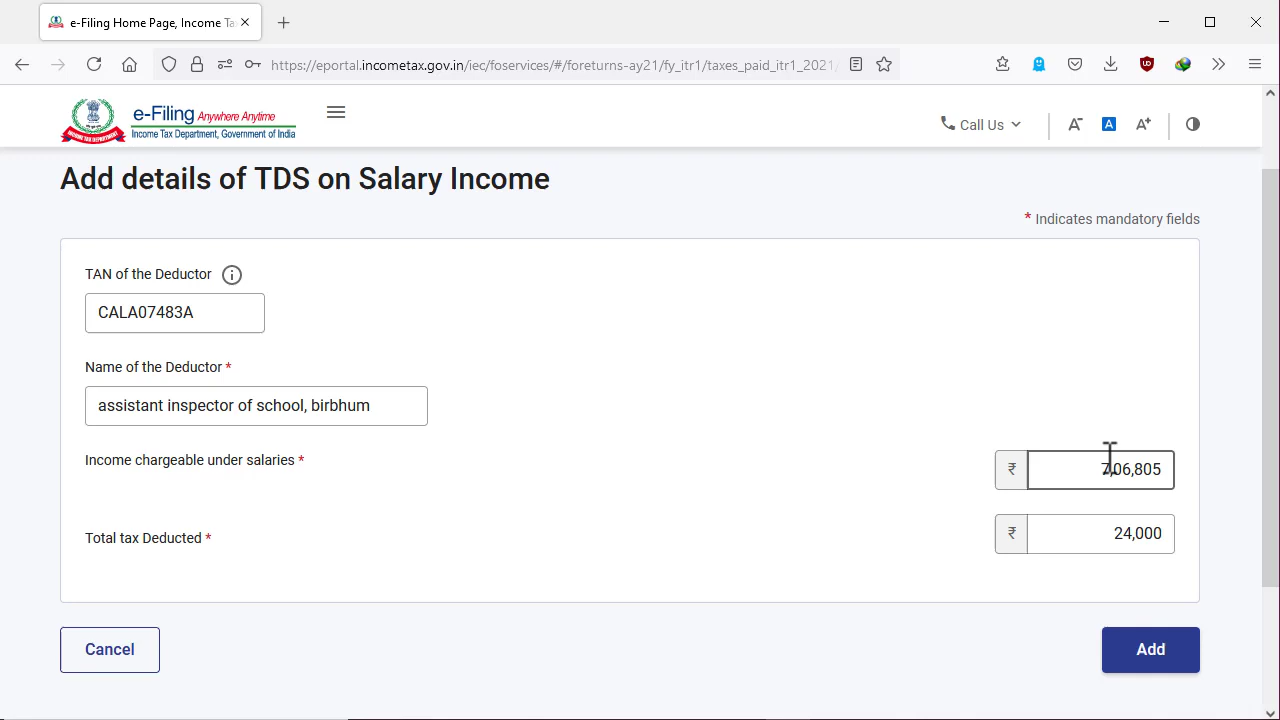 e-Filing Home Page, Income Ta
https://eportal.incometax.gov.in/iec/foservices/#/foreturns-ay21/fy_itr1/taxes_paid_itr1_2021/
e-Filing Anywhere Anytime
Income Tax Department, Government of India
Call Us
A-
A
A+
Add details of TDS on Salary Income
* Indicates mandatory fields
TAN of the Deductor
CALA07483A
Name of the Deductor *
assistant inspector of school, birbhum
Income chargeable under salaries *
₹ 7,06,805
Total tax Deducted *
₹ 24,000
Cancel
Add